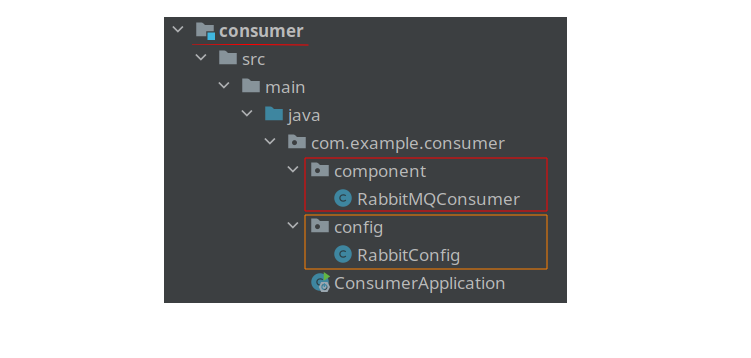 consumer
src
main
java
com.example.consumer
component
RabbitMQConsumer
config
RabbitConfig
ConsumerApplication